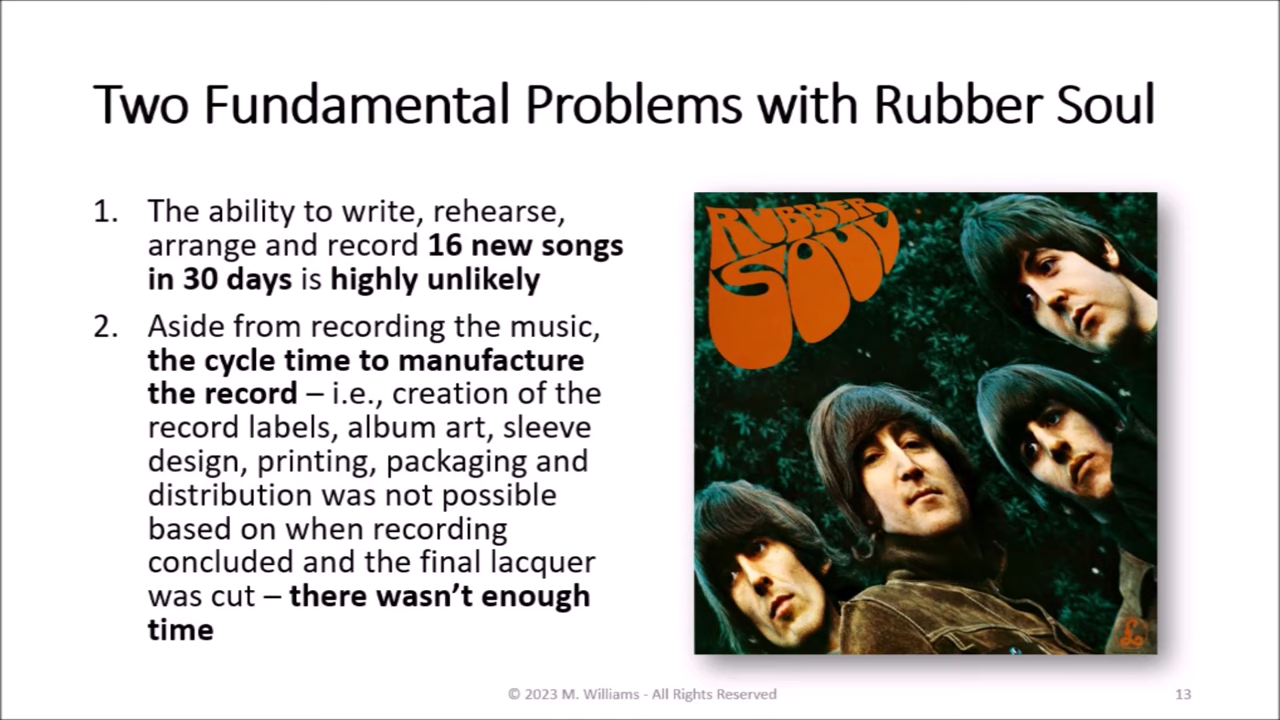 Two Fundamental Problems with Rubber Soul
1. The ability to write, rehearse,
arrange and record 16 new songs
in 30 days is highly unlikely
2. Aside from recording the music,
the cycle time to manufacture
the record – i.e., creation of the
record labels, album art, sleeve
design, printing, packaging and
distribution was not possible
based on when recording
concluded and the final lacquer
was cut – there wasn't enough
time
RUBBER
SOUL
£
© 2023 M. Williams - All Rights Reserved
13